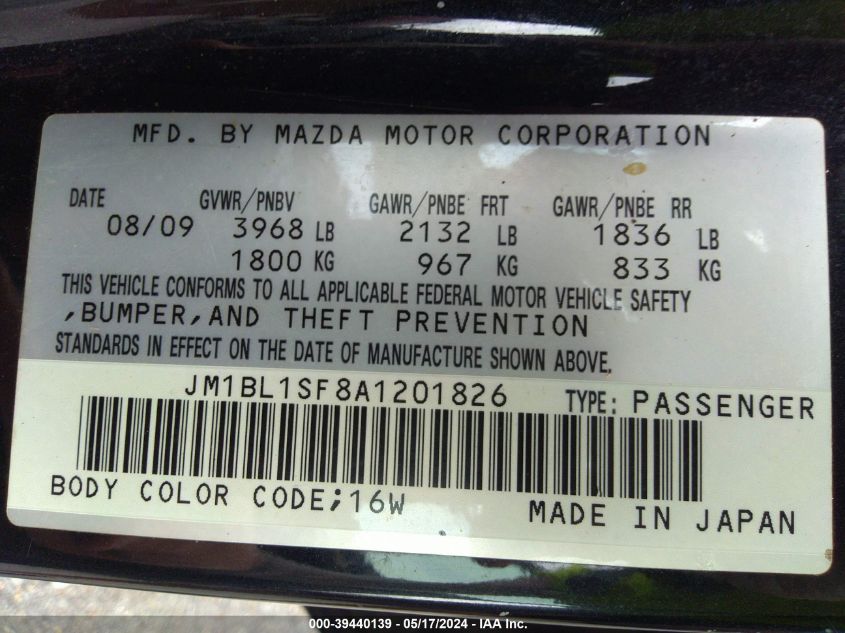 MFD. BY MAZDA MOTOR CORPORATION
DATE GVWR/PNBV GAWR/PNBE FRT GAWR/PNBE RR
08/09 3968 LB 2132 LB 1836 LB
1800 KG 967 KG 833 KG
THIS VEHICLE CONFORMS TO ALL APPLICABLE FEDERAL MOTOR VEHICLE SAFETY
,BUMPER,AND THEFT PREVENTION
STANDARDS IN EFFECT ON THE DATE OF MANUFACTURE SHOWN ABOVE.
JM1BL1SF8A1201826 TYPE: PASSENGER
BODY COLOR CODE;16W MADE IN JAPAN
000-39440139 - 05/17/2024 - IAA Inc.